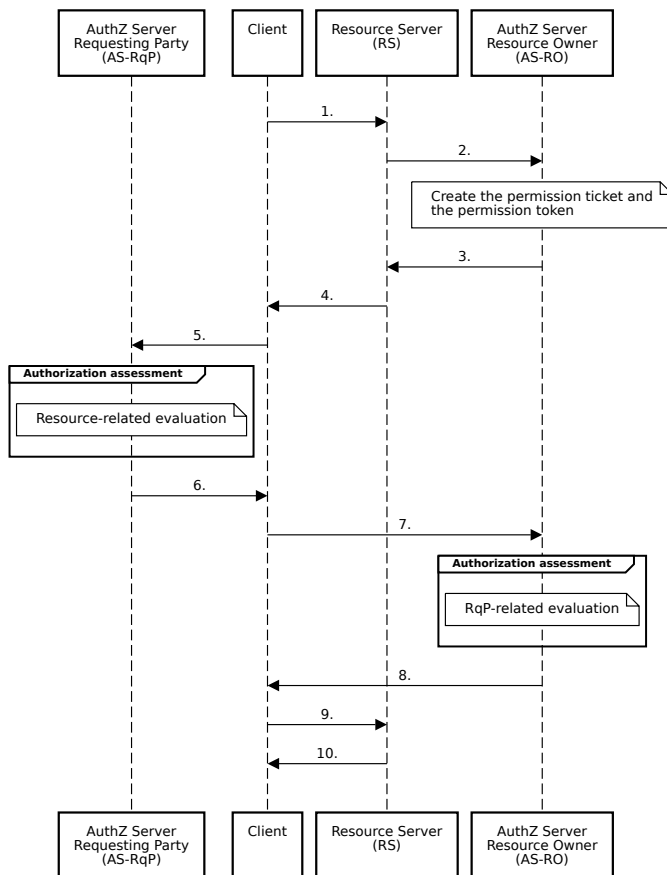 AuthZ Server
Requesting Party
(AS-RqP)
Client
Resource Server
(RS)
AuthZ Server
Resource Owner
(AS-RO)
1.
2.
Create the permission ticket and
the permission token
3.
4.
5.
Authorization assessment
Resource-related evaluation
6.
7.
Authorization assessment
RqP-related evaluation
8.
9.
10.
AuthZ Server
Requesting Party
(AS-RqP)
Client
Resource Server
(RS)
AuthZ Server
Resource Owner
(AS-RO)